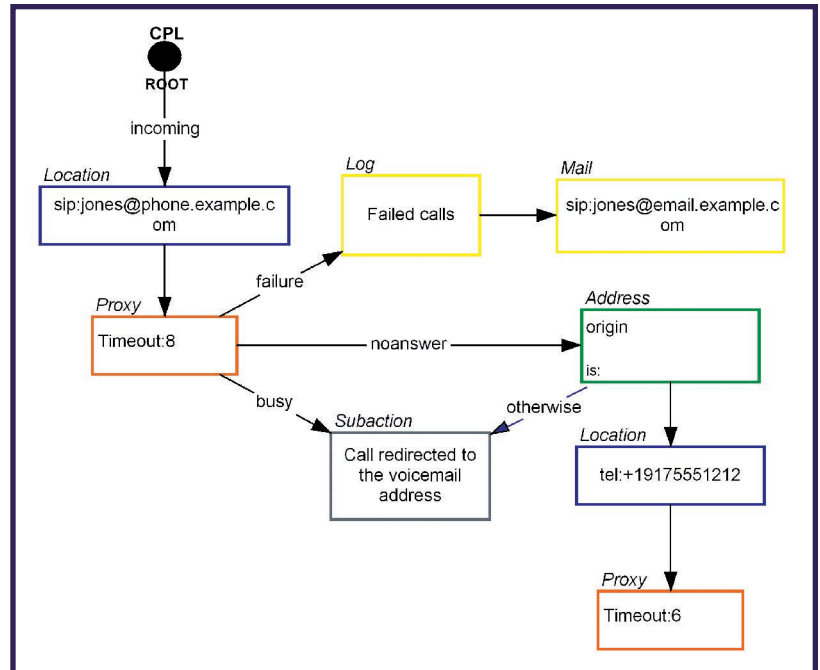 CPL
ROOT
incoming
Location
sip:jones@phone.example.c
om
Log
Failed calls
Mail
sip:jones@email.example.c
om
failure
Proxy
Timeout:8
noanswer
Address
origin
is:
busy
otherwise
Subaction
Call redirected to
the voicemail
address
Location
tel:+19175551212
Proxy
Timeout:6